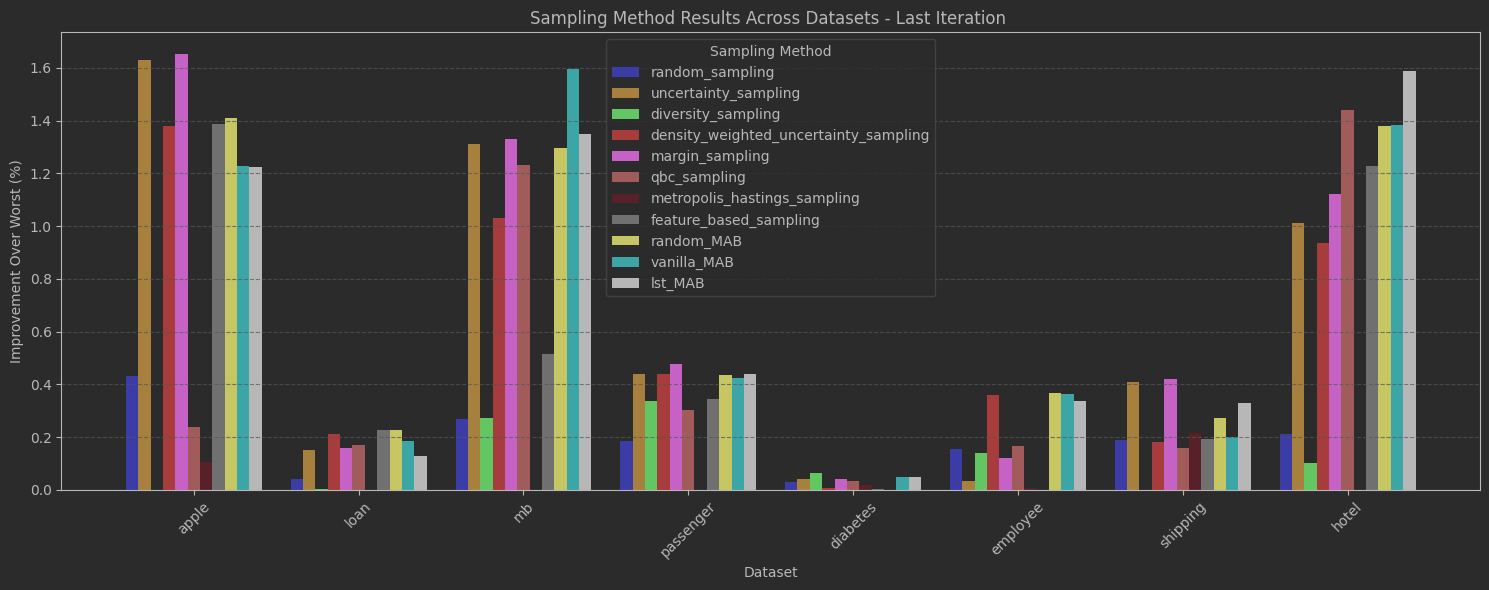 Sampling Method Results Across Datasets - Last Iteration
Improvement Over Worst (%)
1.6
1.4
1.2
1.0
0.8
0.6
0.4
0.2
0.0
Sampling Method
random_sampling
uncertainty_sampling
diversity_sampling
density_weighted_uncertainty_sampling
margin_sampling
qbc_sampling
metropolis_hastings_sampling
feature_based_sampling
random_MAB
vanilla_MAB
lst_MAB
apple
loan
mb
passenger
diabetes
employee
shipping
hotel
Dataset